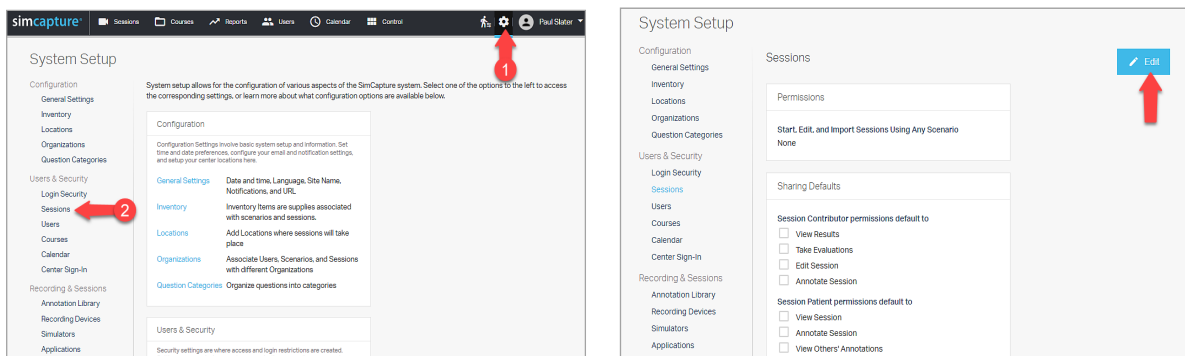 simcapture
Sessions
Courses
Reports
Users
Calendar
Control
Paul Slater
System Setup
Configuration
General Settings
Inventory
Locations
Organizations
Question Categories
Users & Security
Login Security
Sessions
Users
Courses
Calendar
Center Sign-In
Recording & Sessions
Annotation Library
Recording Devices
Simulators
Applications
1
2
System setup allows for the configuration of various aspects of the SimCapture system. Select one of the options to the left to access
the corresponding settings, or learn more about what configuration options are available below.
Configuration
Configuration Settings involve basic system setup and information. Set
time and date preferences, configure your email and notification settings,
and setup your center locations here.
General Settings Date and time, Language, Site Name,
Notifications, and URL
Inventory Inventory Items are supplies associated
with scenarios and sessions.
Locations Add Locations where sessions will take
place
Organizations Associate Users, Scenarios, and Sessions
with different Organizations
Question Categories Organize questions into categories
Users & Security
Security settings are where access and login restrictions are created.
System Setup
Configuration
General Settings
Inventory
Locations
Organizations
Question Categories
Users & Security
Login Security
Sessions
Users
Courses
Calendar
Center Sign-In
Recording & Sessions
Annotation Library
Recording Devices
Simulators
Applications
Sessions
Edit
Permissions
Start, Edit, and Import Sessions Using Any Scenario
None
Sharing Defaults
Session Contributor permissions default to
View Results
Take Evaluations
Edit Session
Annotate Session
Session Patient permissions default to
View Session
Annotate Session
View Others' Annotations